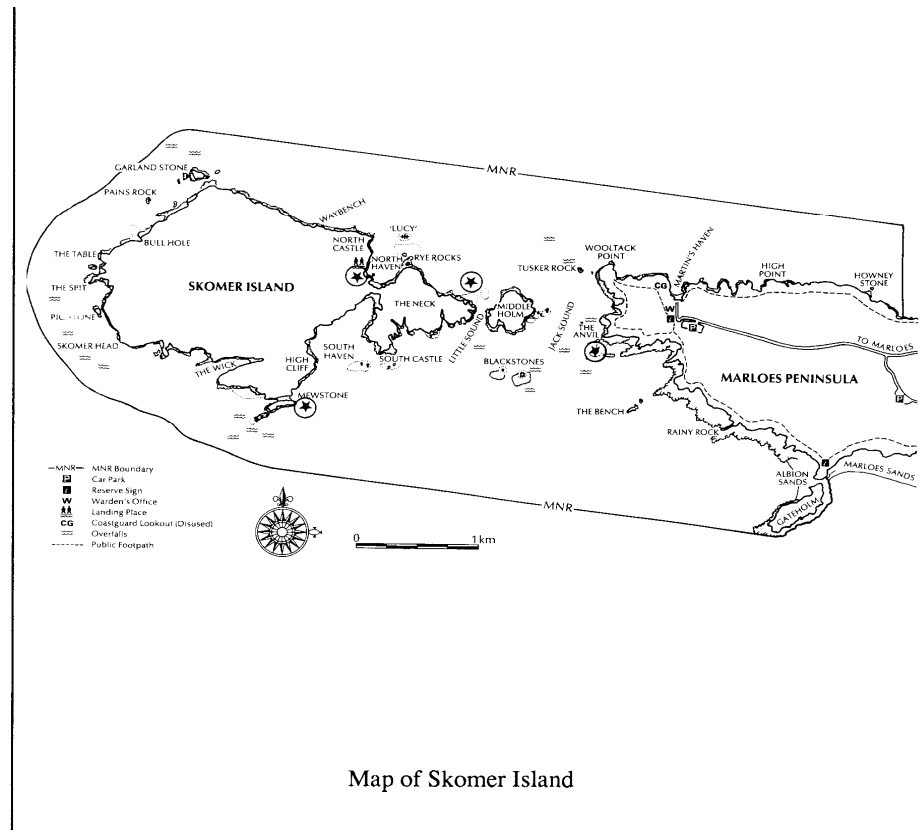 MNR
GARLAND STONE
PAINS ROCK
WAYBENCH
BULL HOLE
NORTH CASTLE
'LUCY'
NORTH HAVEN
RYE ROCKS
THE TABLE
THE SPIT
SKOMER ISLAND
THE NECK
SKOMER HEAD
THE WICK
HIGH CLIFF
SOUTH HAVEN
SOUTH CASTLE
MEWSTONE
LITTLE SOUND
MIDDLE HOLM
BLACKSTONES
JACK SOUND
WOOLTACK POINT
TUSKER ROCK
CG
MARTIN'S HAVEN
HIGH POINT
HOWNEY STONE
W
i
P
THE ANVIL
TO MARLOES
MARLOES PENINSULA
P
THE BENCH
RAINY ROCK
i
ALBION SANDS
MARLOES SANDS
GATEHOLM
MNR
—MNR— MNR Boundary
P Car Park
i Reserve Sign
W Warden's Office
Landing Place
CG Coastguard Lookout (Disused)
Overfalls
Public Footpath
0 1 km
Map of Skomer Island